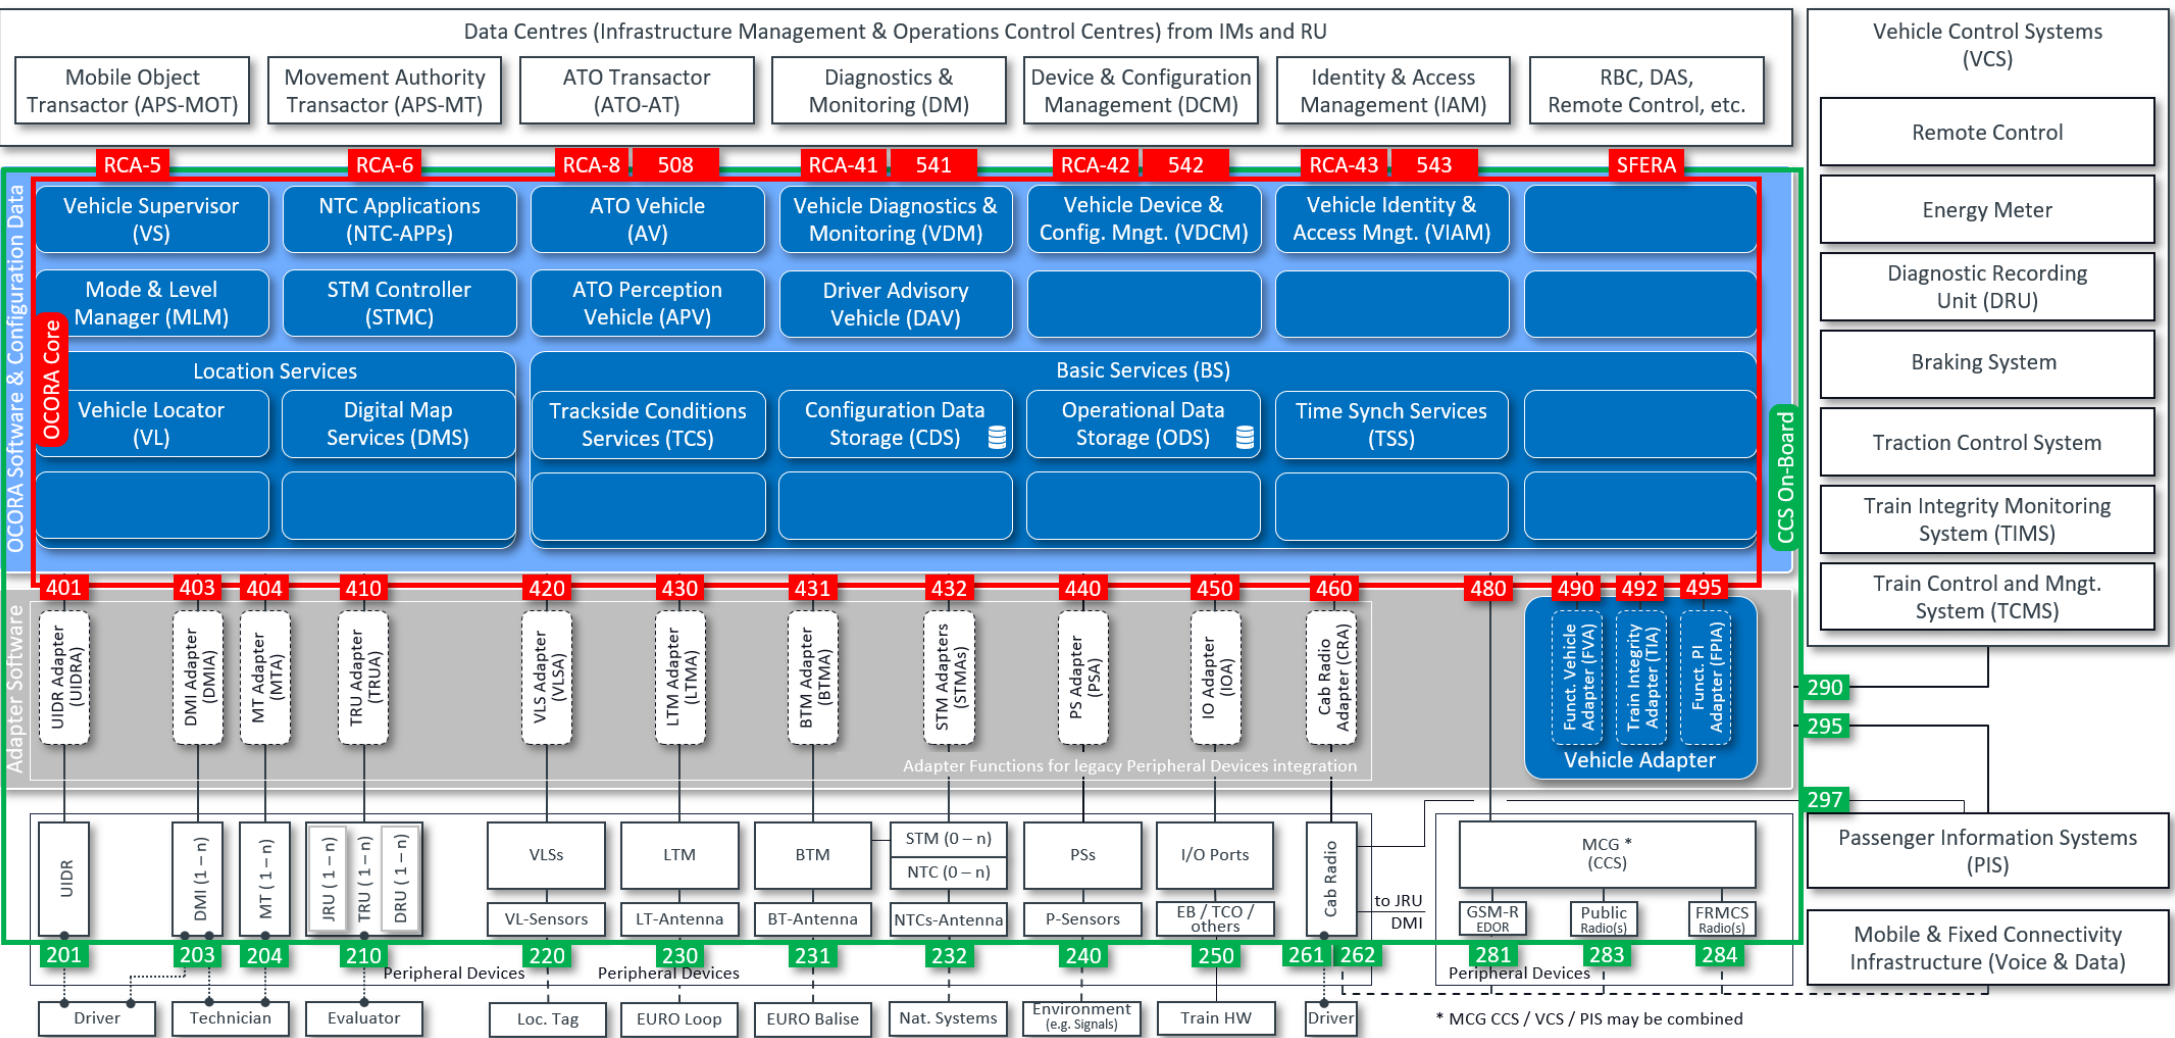 Data Centres (Infrastructure Management & Operations Control Centres) from IMs and RU
Mobile Object
Transactor (APS-MOT)
Movement Authority
Transactor (APS-MT)
ATO Transactor
(ATO-AT)
Diagnostics &
Monitoring (DM)
Device & Configuration
Management (DCM)
Identity & Access
Management (IAM)
RBC, DAS,
Remote Control, etc.
Vehicle Control Systems
(VCS)
Remote Control
Energy Meter
Diagnostic Recording
Unit (DRU)
Braking System
Traction Control System
Train Integrity Monitoring
System (TIMS)
Train Control and Mngt.
System (TCMS)
RCA-5
RCA-6
RCA-8
508
RCA-41
541
RCA-42
542
RCA-43
543
SFERA
OCORA Software & Configuration Data
OCORA Core
CCS On-Board
Vehicle Supervisor
(VS)
NTC Applications
(NTC-APPs)
ATO Vehicle
(AV)
Vehicle Diagnostics &
Monitoring (VDM)
Vehicle Device &
Config. Mngt. (VDCM)
Vehicle Identity &
Access Mngt. (VIAM)
Mode & Level
Manager (MLM)
STM Controller
(STMC)
ATO Perception
Vehicle (APV)
Driver Advisory
Vehicle (DAV)
Location Services
Vehicle Locator
(VL)
Digital Map
Services (DMS)
Basic Services (BS)
Trackside Conditions
Services (TCS)
Configuration Data
Storage (CDS)
Operational Data
Storage (ODS)
Time Synch Services
(TSS)
401
403
404
410
420
430
431
432
440
450
460
480
490
492
495
Adapter Software
UIDR Adapter
(UIDRA)
DMI Adapter
(DMIA)
MT Adapter
(MTA)
TRU Adapter
(TRUA)
VLS Adapter
(VLSA)
LTM Adapter
(LTMA)
BTM Adapter
(BTMA)
STM Adapters
(STMAs)
PS Adapter
(PSA)
IO Adapter
(IOA)
Cab Radio
Adapter (CRA)
Funct. Vehicle
Adapter (FVA)
Train Integrity
Adapter (TIA)
Funct. PI
Adapter (FPIA)
Vehicle Adapter
Adapter Functions for legacy Peripheral Devices integration
290
295
297
UIDR
DMI (1 – n)
MT ( 1 – n)
JRU ( 1 – n)
TRU ( 1 – n)
DRU ( 1 – n)
VLSs
VL-Sensors
LTM
LT-Antenna
BTM
BT-Antenna
STM (0 – n)
NTC (0 – n)
NTCs-Antenna
PSs
P-Sensors
I/O Ports
EB / TCO /
others
Cab Radio
to JRU
DMI
MCG *
(CCS)
GSM-R
EDOR
Public
Radio(s)
FRMCS
Radio(s)
Passenger Information Systems
(PIS)
Mobile & Fixed Connectivity
Infrastructure (Voice & Data)
201
203
204
210
220
230
231
232
240
250
261
262
281
283
284
Peripheral Devices
Peripheral Devices
Peripheral Devices
Driver
Technician
Evaluator
Loc. Tag
EURO Loop
EURO Balise
Nat. Systems
Environment
(e.g. Signals)
Train HW
Driver
* MCG CCS / VCS / PIS may be combined